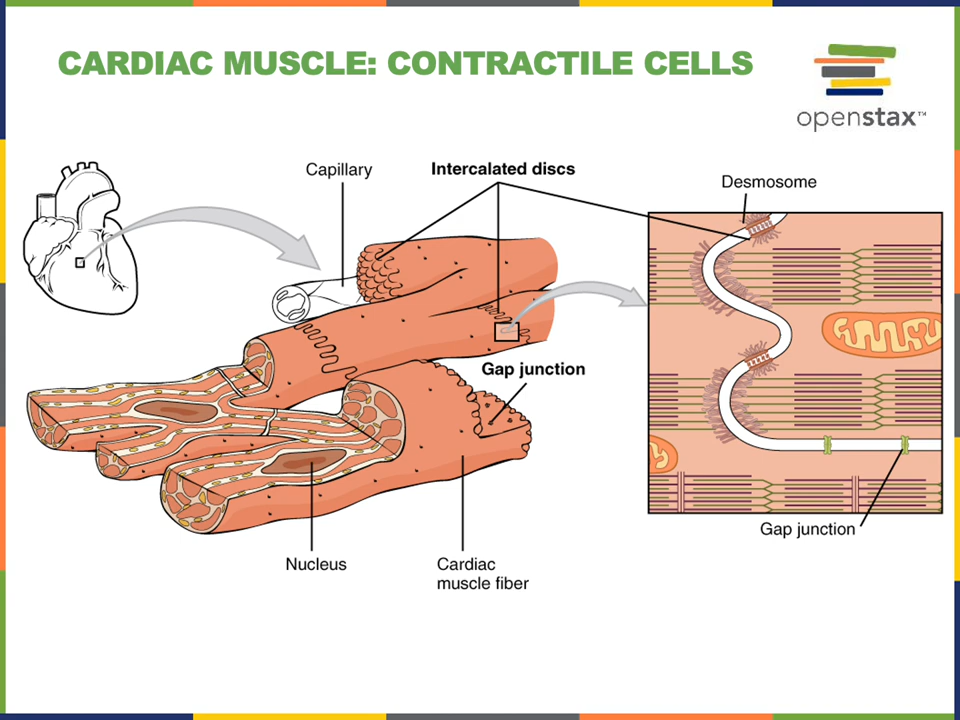 CARDIAC MUSCLE: CONTRACTILE CELLS
openstax™
Capillary
Intercalated discs
Desmosome
Gap junction
Gap junction
Nucleus
Cardiac
muscle fiber